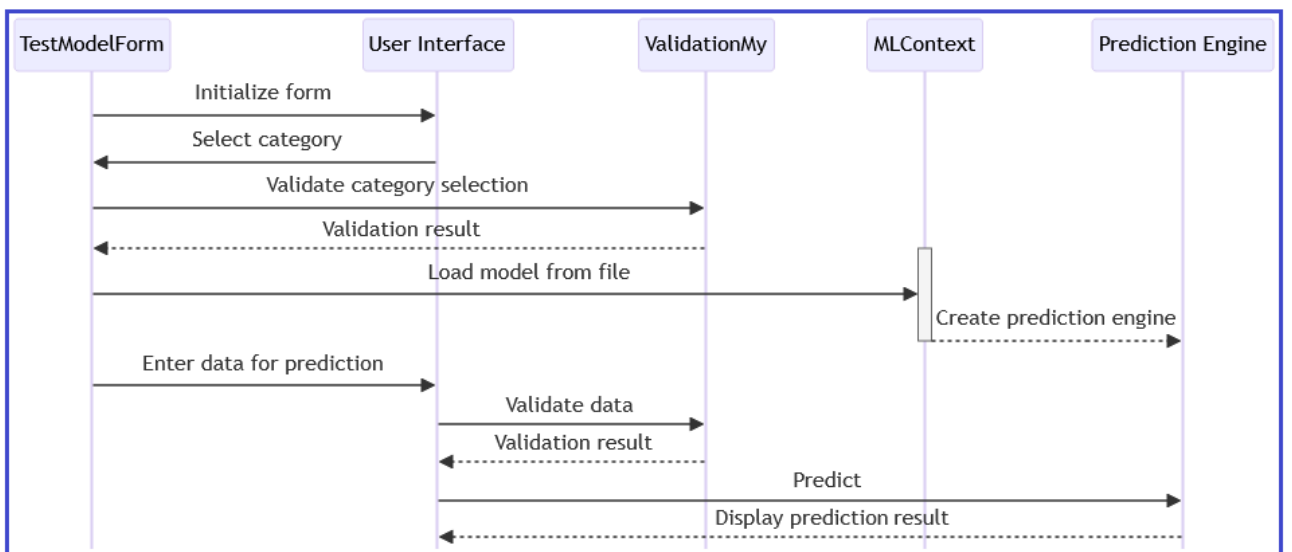 TestModelForm
User Interface
ValidationMy
MLContext
Prediction Engine
Initialize form
Select category
Validate category selection
Validation result
Load model from file
Create prediction engine
Enter data for prediction
Validate data
Validation result
Predict
Display prediction result